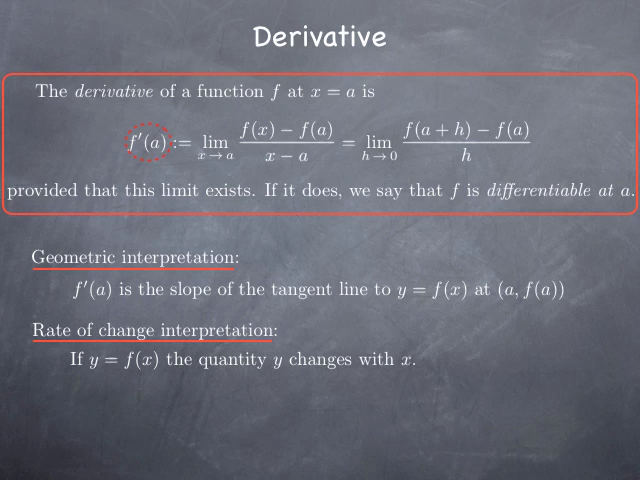 Derivative
The derivative of a function f at x = a is
f′(a) := lim_{x→a} \frac{f(x) − f(a)}{x − a} = lim_{h→0} \frac{f(a + h) − f(a)}{h}
provided that this limit exists. If it does, we say that f is differentiable at a.
Geometric interpretation:
f′(a) is the slope of the tangent line to y = f(x) at (a, f(a))
Rate of change interpretation:
If y = f(x) the quantity y changes with x.